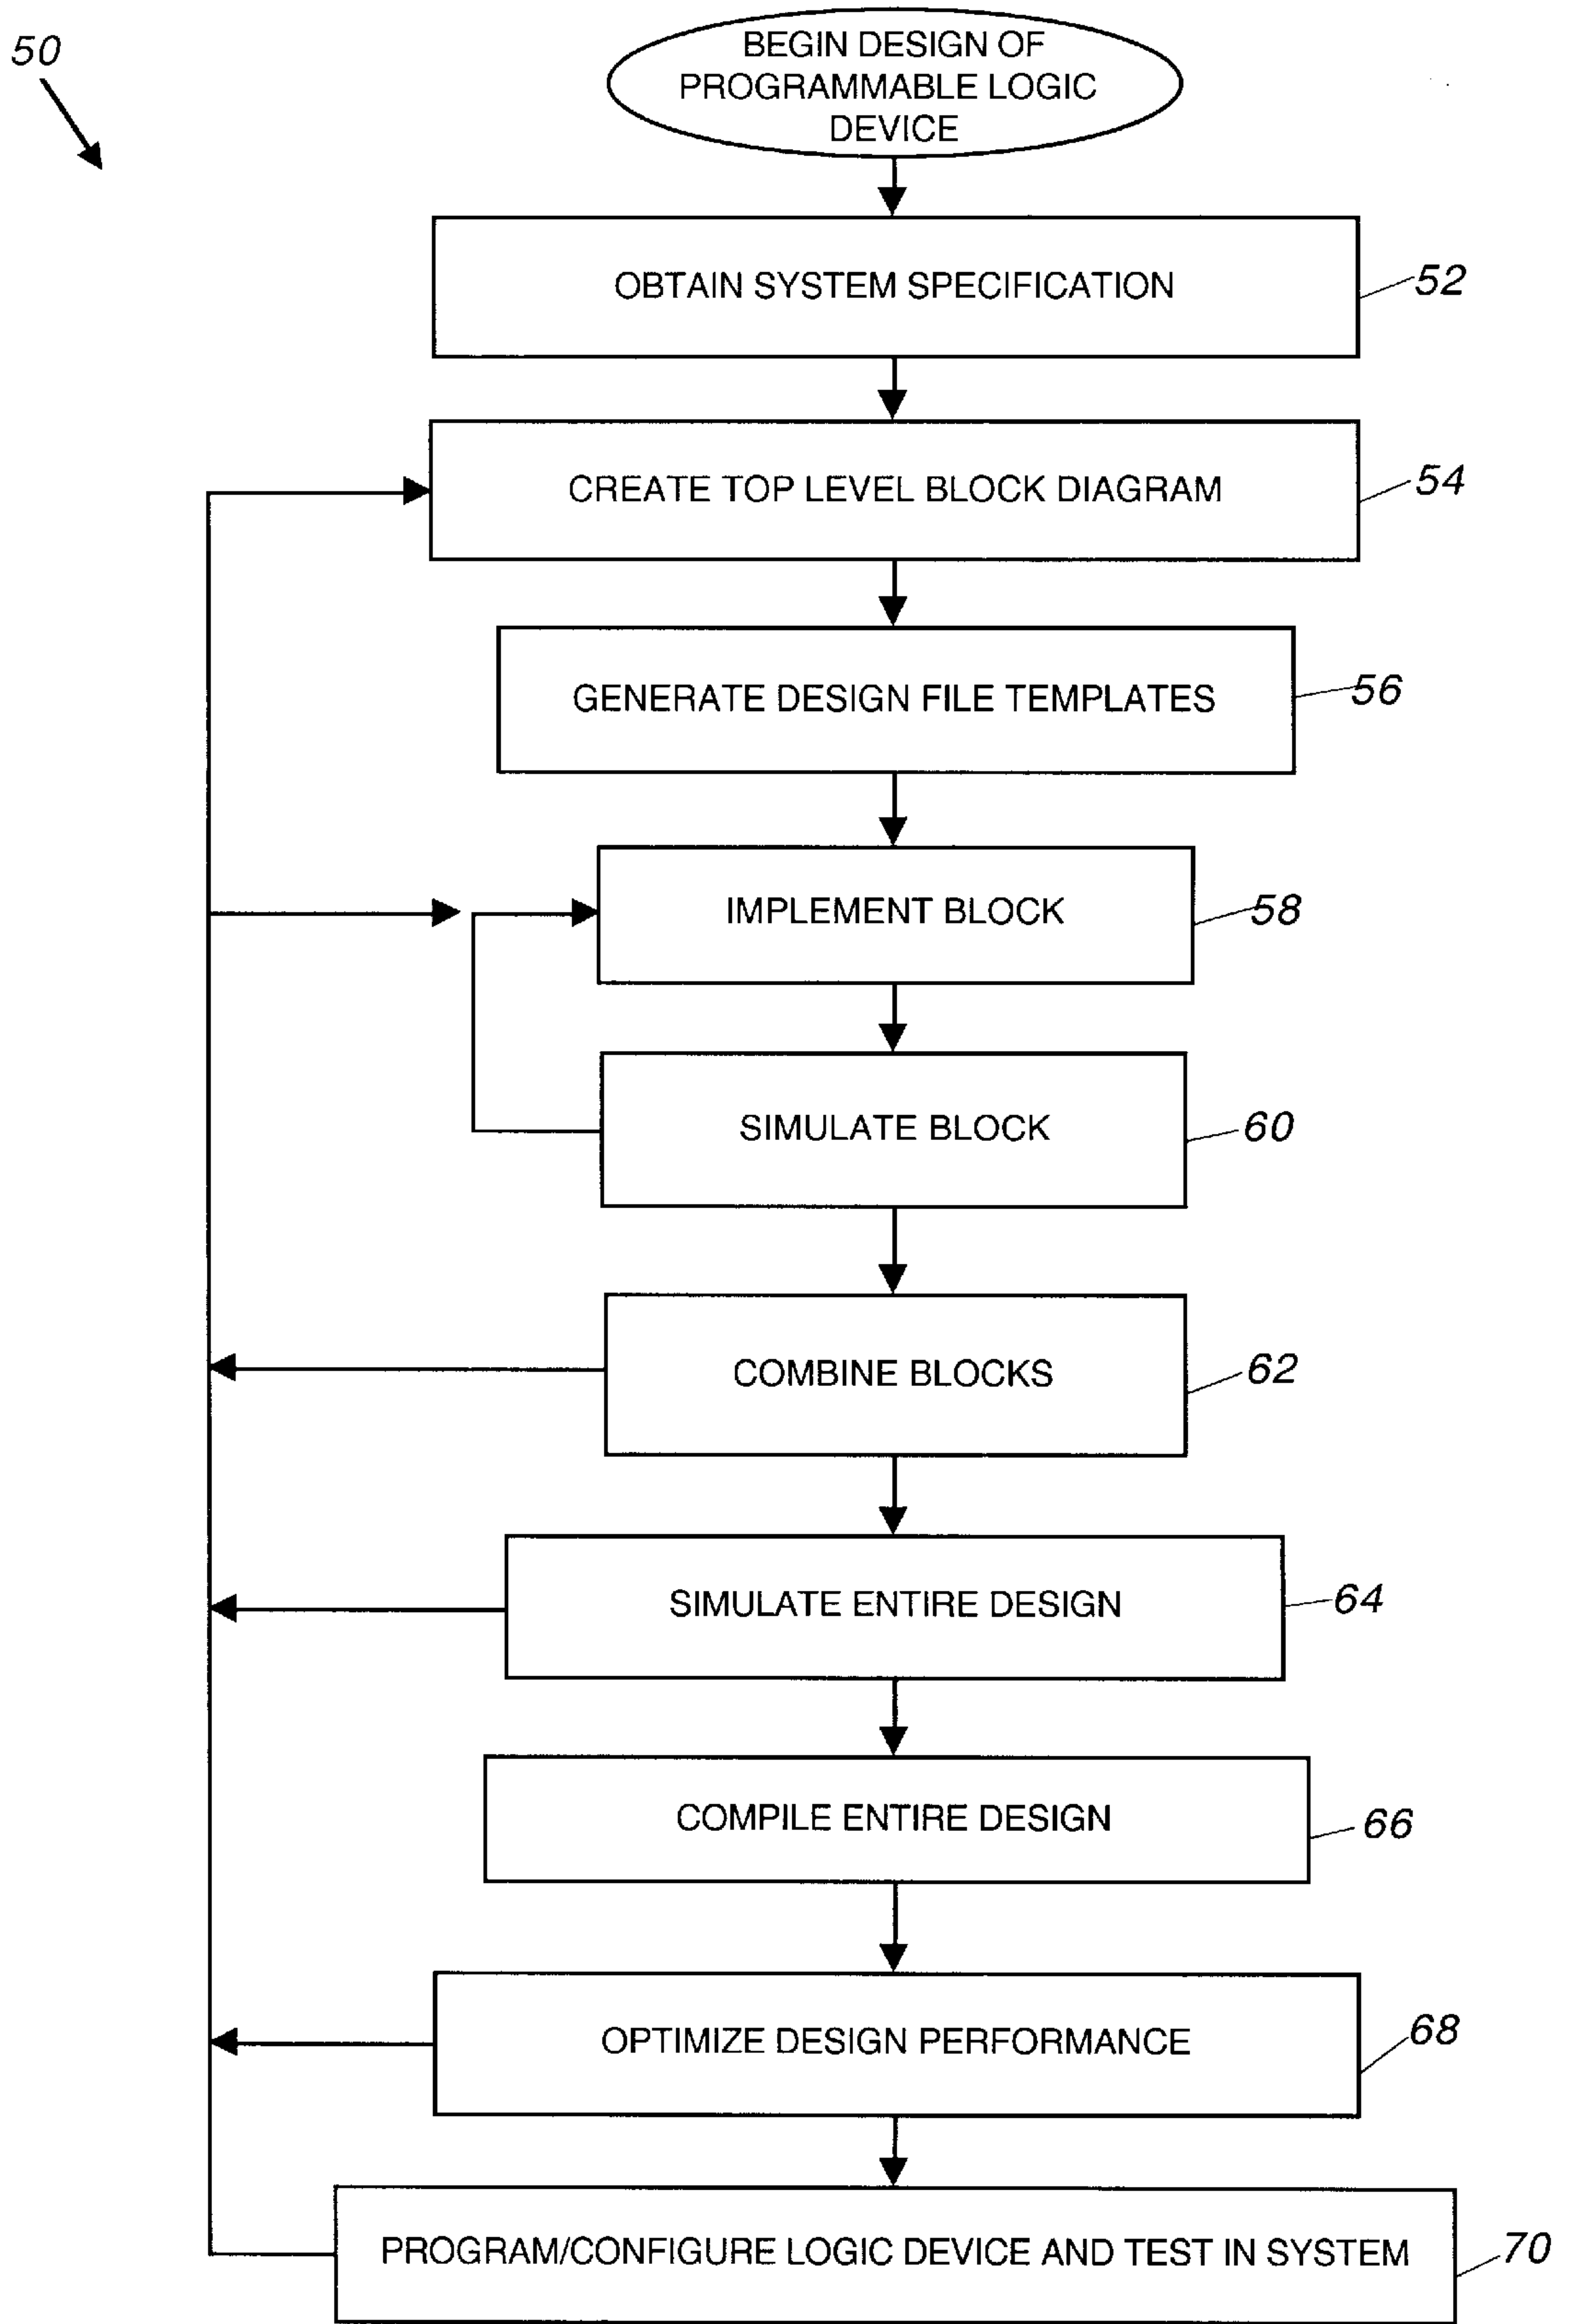 50
BEGIN DESIGN OF
PROGRAMMABLE LOGIC
DEVICE
OBTAIN SYSTEM SPECIFICATION
52
CREATE TOP LEVEL BLOCK DIAGRAM
54
GENERATE DESIGN FILE TEMPLATES
56
IMPLEMENT BLOCK
58
SIMULATE BLOCK
60
COMBINE BLOCKS
62
SIMULATE ENTIRE DESIGN
64
COMPILE ENTIRE DESIGN
66
OPTIMIZE DESIGN PERFORMANCE
68
PROGRAM/CONFIGURE LOGIC DEVICE AND TEST IN SYSTEM
70